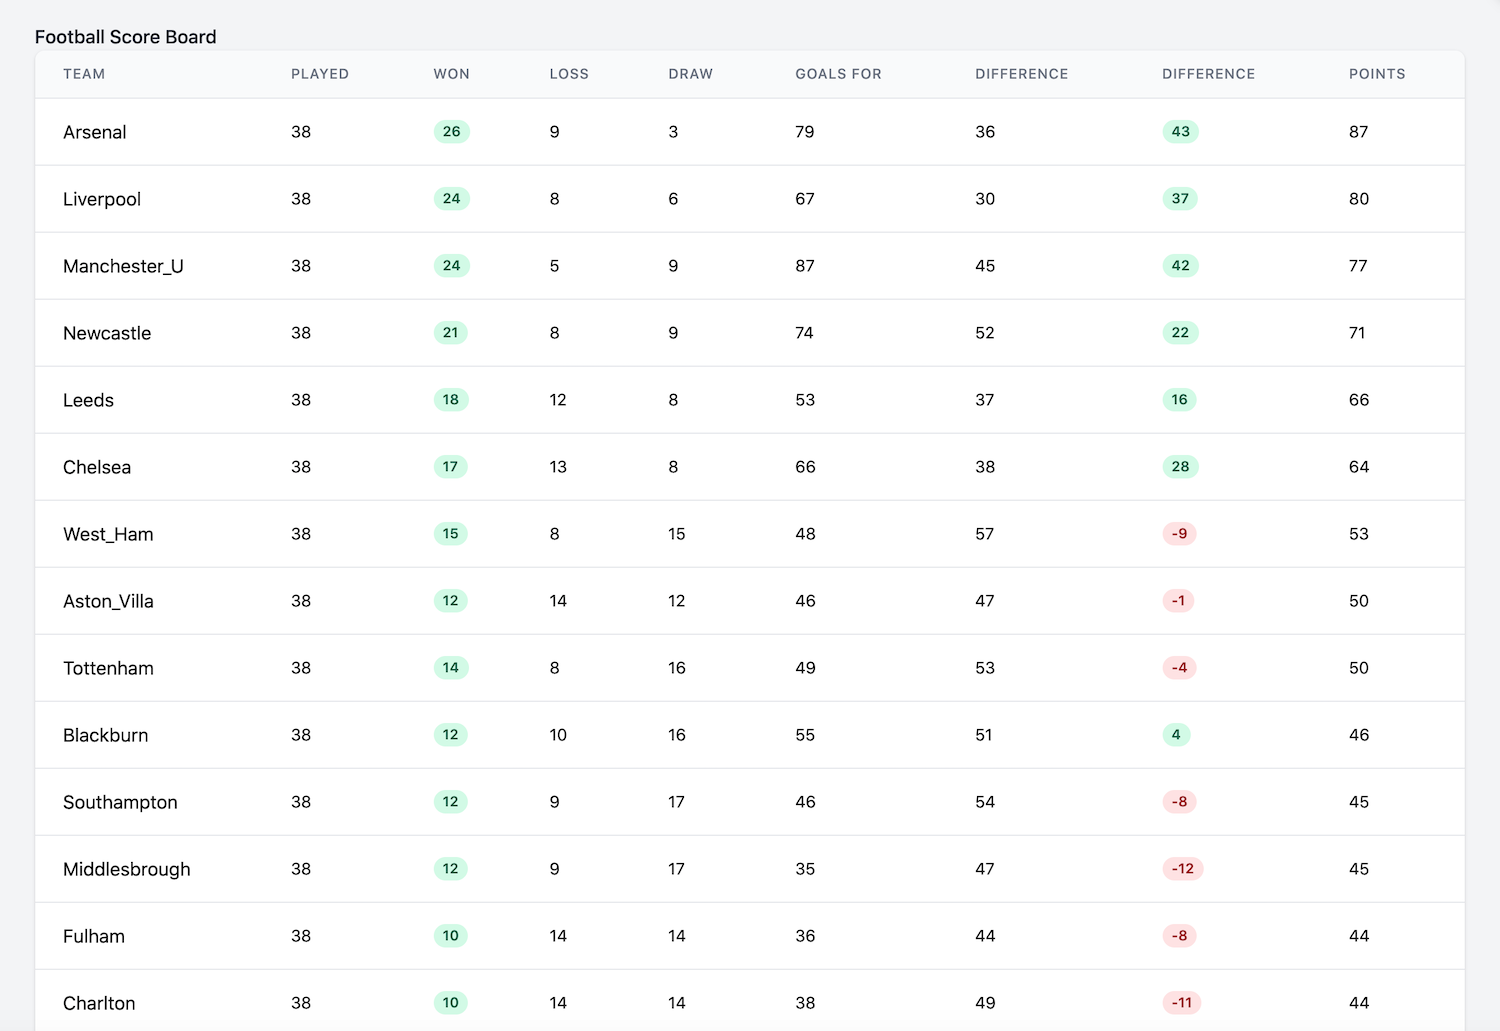 Football Score Board
TEAM PLAYED WON LOSS DRAW GOALS FOR DIFFERENCE DIFFERENCE POINTS
Arsenal 38 26 9 3 79 36 43 87
Liverpool 38 24 8 6 67 30 37 80
Manchester_U 38 24 5 9 87 45 42 77
Newcastle 38 21 8 9 74 52 22 71
Leeds 38 18 12 8 53 37 16 66
Chelsea 38 17 13 8 66 38 28 64
West_Ham 38 15 8 15 48 57 -9 53
Aston_Villa 38 12 14 12 46 47 -1 50
Tottenham 38 14 8 16 49 53 -4 50
Blackburn 38 12 10 16 55 51 4 46
Southampton 38 12 9 17 46 54 -8 45
Middlesbrough 38 12 9 17 35 47 -12 45
Fulham 38 10 14 14 36 44 -8 44
Charlton 38 10 14 14 38 49 -11 44